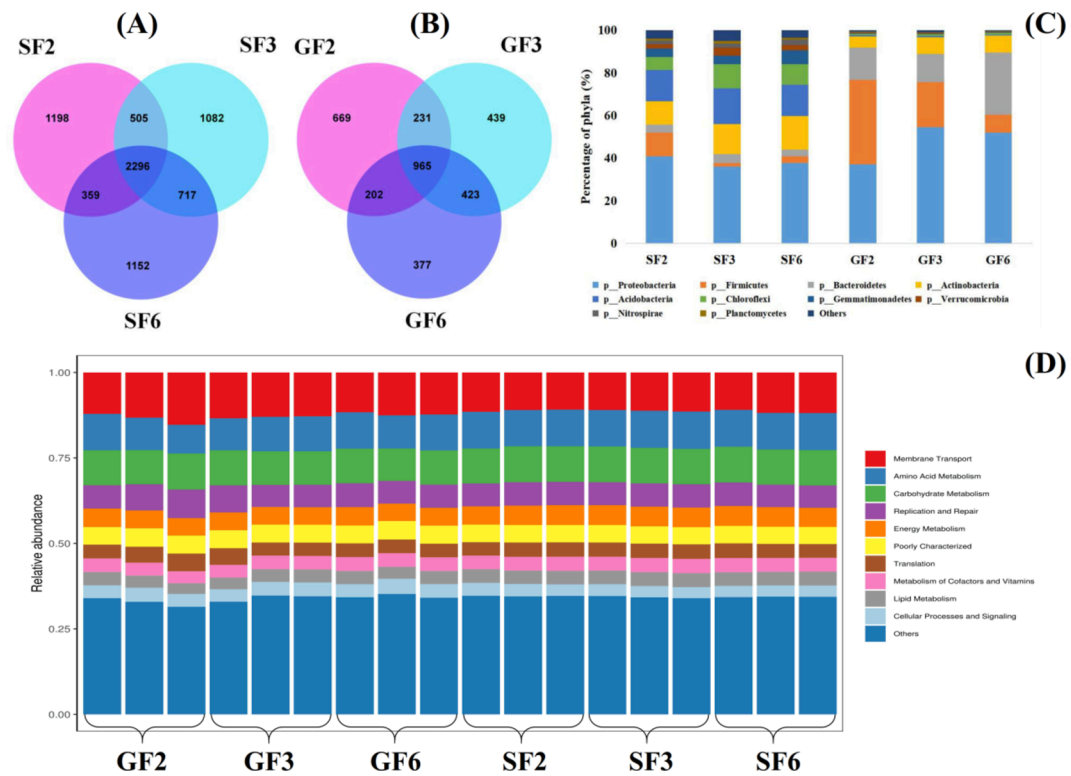 (A)
SF2
SF3
1198
505
1082
2296
359
717
1152
SF6
(B)
GF2
GF3
669
231
439
965
202
423
377
GF6
(C)
Percentage of phyla (%)
100
80
60
40
20
0
SF2 SF3 SF6 GF2 GF3 GF6
p__Proteobacteria p__Firmicutes p__Bacteroidetes p__Actinobacteria
p__Acidobacteria p__Chloroflexi p__Gemmatimonadetes p__Verrucomicrobia
p__Nitrospirae p__Planctomycetes Others
(D)
Relative abundance
1.00
0.75
0.50
0.25
0.00
GF2 GF3 GF6 SF2 SF3 SF6
Membrane Transport
Amino Acid Metabolism
Carbohydrate Metabolism
Replication and Repair
Energy Metabolism
Poorly Characterized
Translation
Metabolism of Cofactors and Vitamins
Lipid Metabolism
Cellular Processes and Signaling
Others